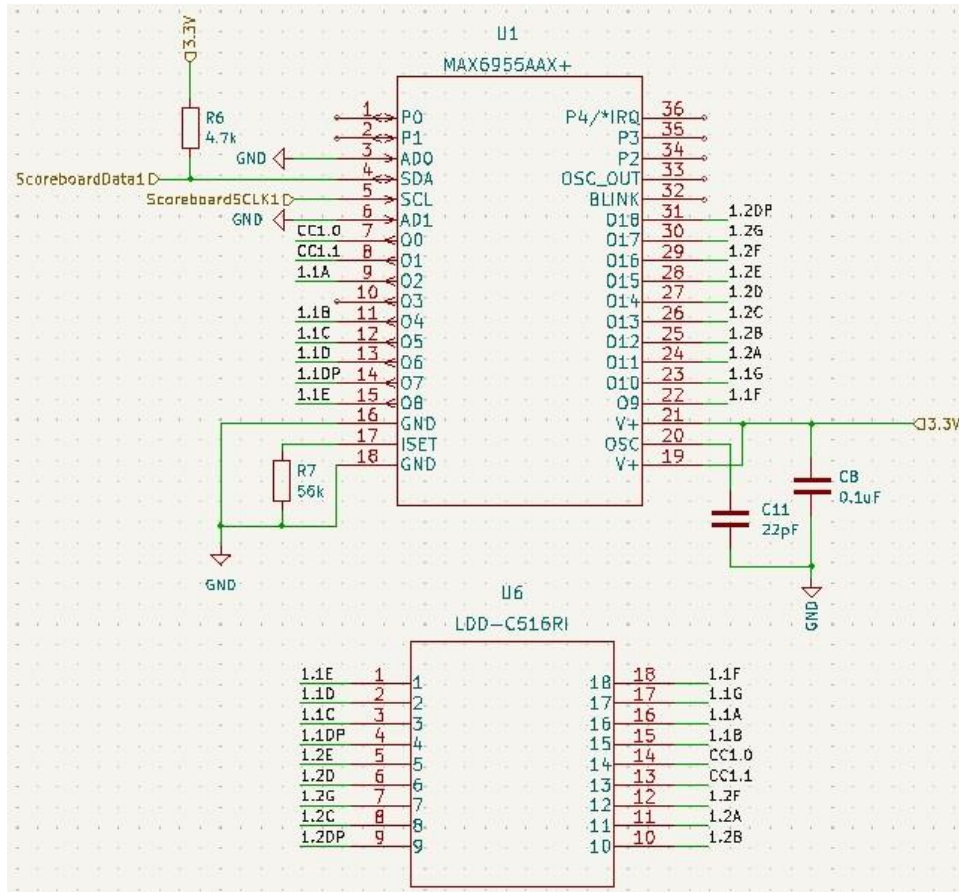 3.3V
U1
MAX6955AAX+
R6
4.7k
ScoreboardData1
ScoreboardSCLK1
GND
GND
CC1.0
CC1.1
1.1A
1.1B
1.1C
1.1D
1.1DP
1.1E
1 P0
2 P1
3 AD0
4 SDA
5 SCL
6 AD1
7 O0
8 O1
9 O2
10 O3
11 O4
12 O5
13 O6
14 O7
15 O8
16 GND
17 ISET
18 GND
P4/*IRQ 36
P3 35
P2 34
OSC_OUT 33
BLINK 32
O18 31 1.2DP
O17 30 1.2G
O16 29 1.2F
O15 28 1.2E
O14 27 1.2D
O13 26 1.2C
O12 25 1.2B
O11 24 1.2A
O10 23 1.1G
O9 22 1.1F
V+ 21
OSC 20
V+ 19
3.3V
R7
56k
GND
C8
0.1uF
C11
22pF
GND
U6
LDD-C516RI
1.1E 1 1
1.1D 2 2
1.1C 3 3
1.1DP 4 4
1.2E 5 5
1.2D 6 6
1.2G 7 7
1.2C 8 8
1.2DP 9 9
18 18 1.1F
17 17 1.1G
16 16 1.1A
15 15 1.1B
14 14 CC1.0
13 13 CC1.1
12 12 1.2F
11 11 1.2A
10 10 1.2B